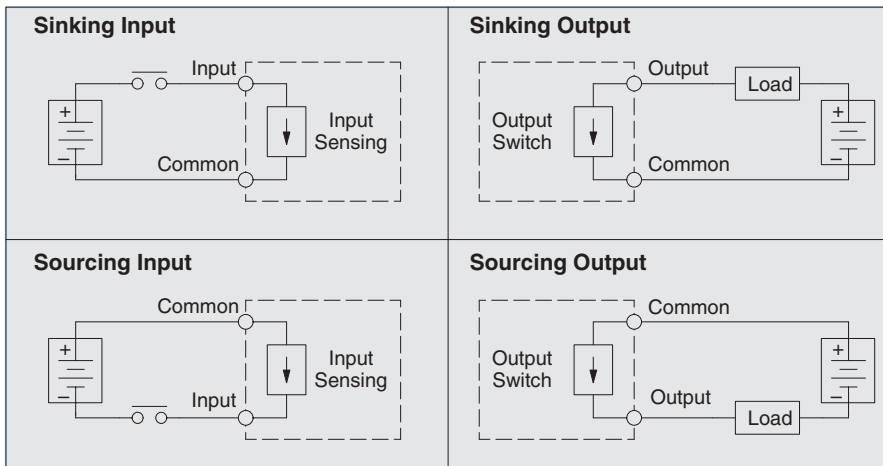 Sinking Input
Input
+
–
Input
Sensing
Common
Sinking Output
Output
Load
Output
Switch
+
–
Common
Sourcing Input
Common
+
–
Input
Sensing
Input
Sourcing Output
Common
Output
Switch
+
–
Output
Load